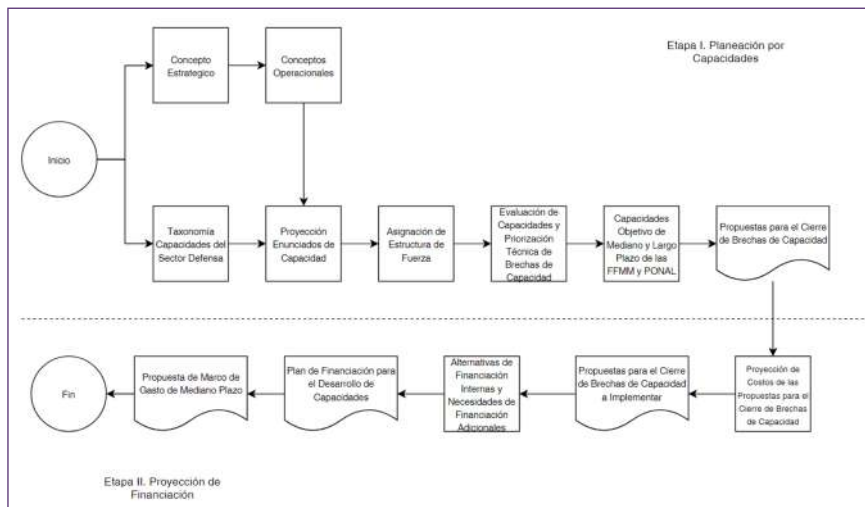 Concepto
Estrategico
Conceptos
Operacionales
Etapa I. Planeación por
Capacidades
Inicio
Taxonomía
Capacidades del
Sector Defensa
Proyección
Enunciados de
Capacidad
Asignación de
Estructura de
Fuerza
Evaluación de
Capacidades y
Priorización
Técnica de
Brechas de
Capacidad
Capacidades
Objetivo de
Mediano y Largo
Plazo de las
FFMM y PONAL
Propuestas para el Cierre
de Brechas de Capacidad
Fin
Propuesta de Marco de
Gasto de Mediano Plazo
Plan de Financiación para
el Desarrollo de
Capacidades
Alternativas de
Financiación
Internas y
Necesidades de
Financiación
Adicionales
Propuestas para el Cierre
de Brechas de Capacidad
a Implementar
Proyección de
Costos de las
Propuestas para el
Cierre de Brechas
de Capacidad
Etapa II. Proyección de
Financiación